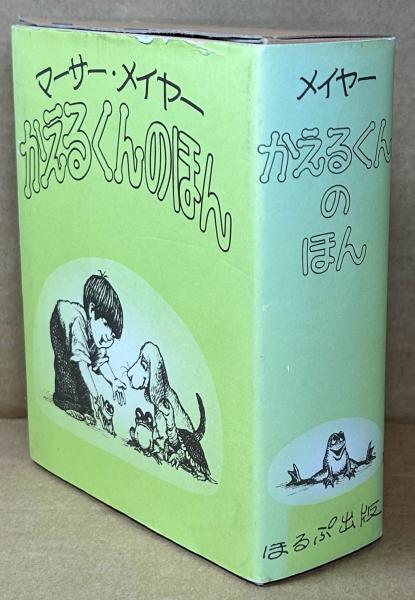 マーサー・メイヤー
かえるくんのほん
メイヤー
かえるくん
の
ほん
ほるぷ出版